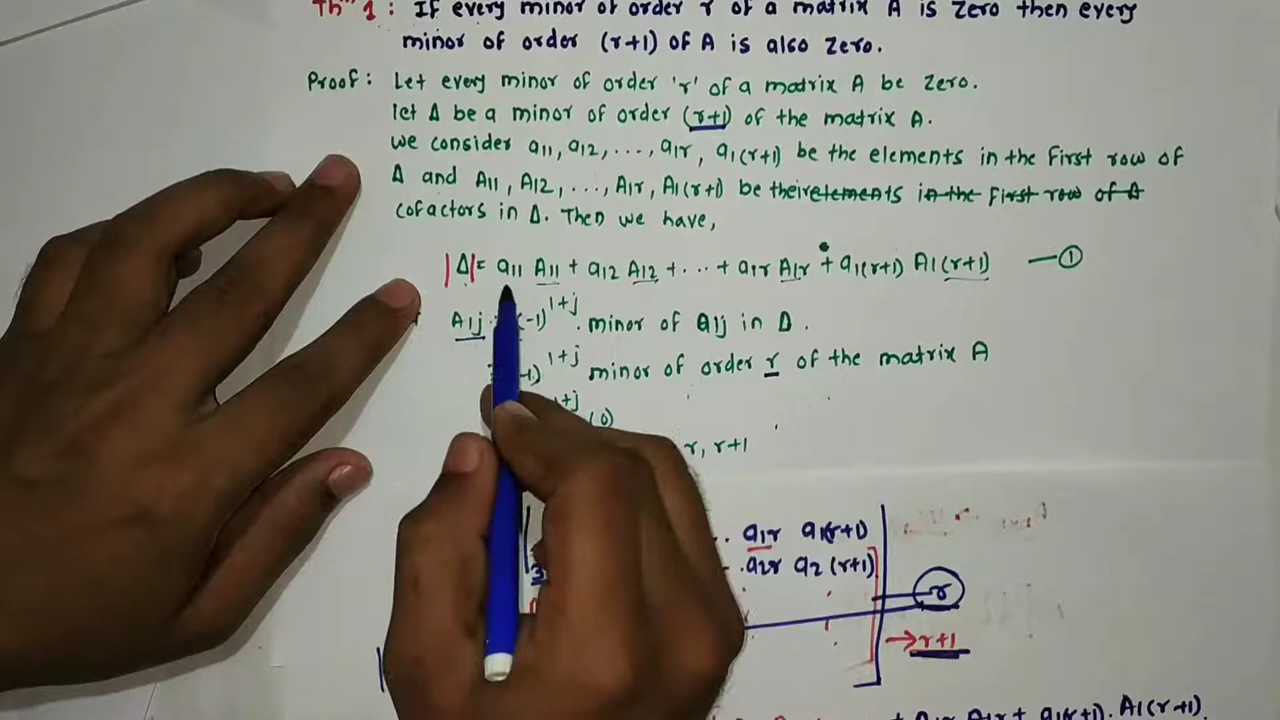 Thm 1: If every minor of order r of a matrix A is zero then every
minor of order (r+1) of A is also zero.
Proof: Let every minor of order 'r' of a matrix A be zero.
let Δ be a minor of order (r+1) of the matrix A.
we consider a11, a12, ..., a1r, a1(r+1) be the elements in the first row of
Δ and A11, A12, ..., A1r, A1(r+1) be their elements in the first row of Δ
cofactors in Δ. Then we have,
|Δ| = a11 A11 + a12 A12 + ... + a1r A1r + a1(r+1) A1(r+1) — ①
A1j (-1)^1+j . minor of a1j in Δ.
1+j minor of order r of the matrix A
+j (0)
r, r+1
. a1r a1(r+1)
. a2r a2(r+1)
r
→ r+1
+ a1r A1r + a1(r+1). A1(r+1).